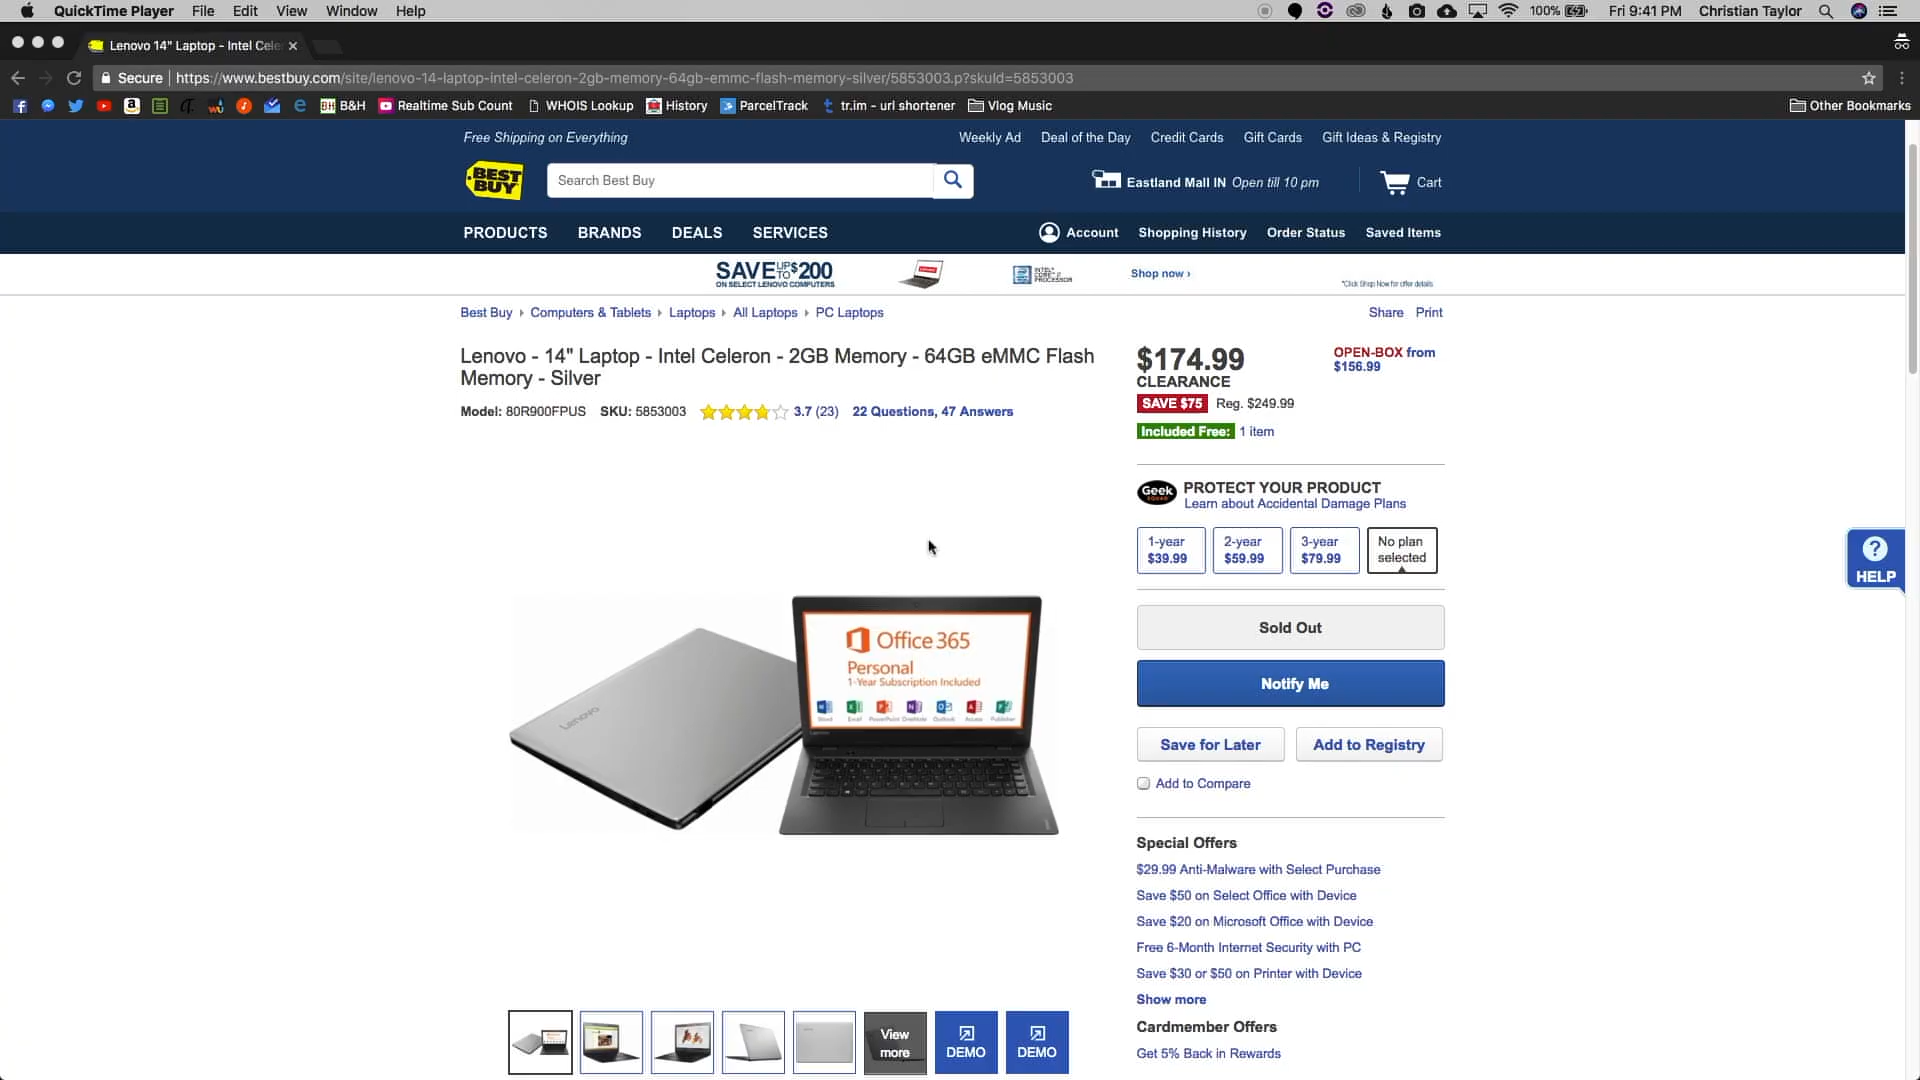 QuickTime Player File Edit View Window Help
100% Fri 9:41 PM Christian Taylor
Lenovo 14" Laptop - Intel Cele
Secure https://www.bestbuy.com/site/lenovo-14-laptop-intel-celeron-2gb-memory-64gb-emmc-flash-memory-silver/5853003.p?skuId=5853003
B&H Realtime Sub Count WHOIS Lookup History ParcelTrack tr.im - url shortener Vlog Music Other Bookmarks
Free Shipping on Everything
Weekly Ad Deal of the Day Credit Cards Gift Cards Gift Ideas & Registry
BEST BUY
Search Best Buy
Eastland Mall IN Open till 10 pm
Cart
PRODUCTS BRANDS DEALS SERVICES
Account Shopping History Order Status Saved Items
SAVE UP TO $200
ON SELECT LENOVO COMPUTERS
Shop now ›
*Click Shop Now for offer details
Best Buy Computers & Tablets Laptops All Laptops PC Laptops
Share Print
Lenovo - 14" Laptop - Intel Celeron - 2GB Memory - 64GB eMMC Flash
Memory - Silver
Model: 80R900FPUS SKU: 5853003 3.7 (23) 22 Questions, 47 Answers
$174.99
CLEARANCE
SAVE $75 Reg. $249.99
Included Free: 1 item
OPEN-BOX from
$156.99
Geek
PROTECT YOUR PRODUCT
Learn about Accidental Damage Plans
1-year
$39.99
2-year
$59.99
3-year
$79.99
No plan
selected
?
HELP
Sold Out
Notify Me
Save for Later Add to Registry
Add to Compare
Lenovo
Office 365
Personal
1-Year Subscription Included
Word Excel PowerPoint OneNote Outlook Access Publisher
Special Offers
$29.99 Anti-Malware with Select Purchase
Save $50 on Select Office with Device
Save $20 on Microsoft Office with Device
Free 6-Month Internet Security with PC
Save $30 or $50 on Printer with Device
Show more
Cardmember Offers
Get 5% Back in Rewards
View
more
DEMO
DEMO